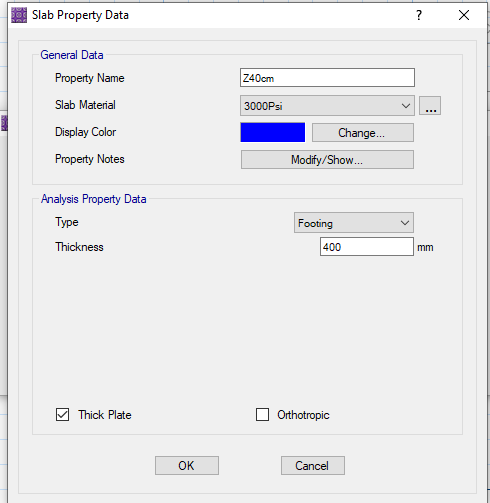 Slab Property Data
?
General Data
Property Name Z40cm
Slab Material 3000Psi ...
Display Color Change...
Property Notes Modify/Show...
Analysis Property Data
Type Footing
Thickness 400 mm
Thick Plate Orthotropic
OK Cancel